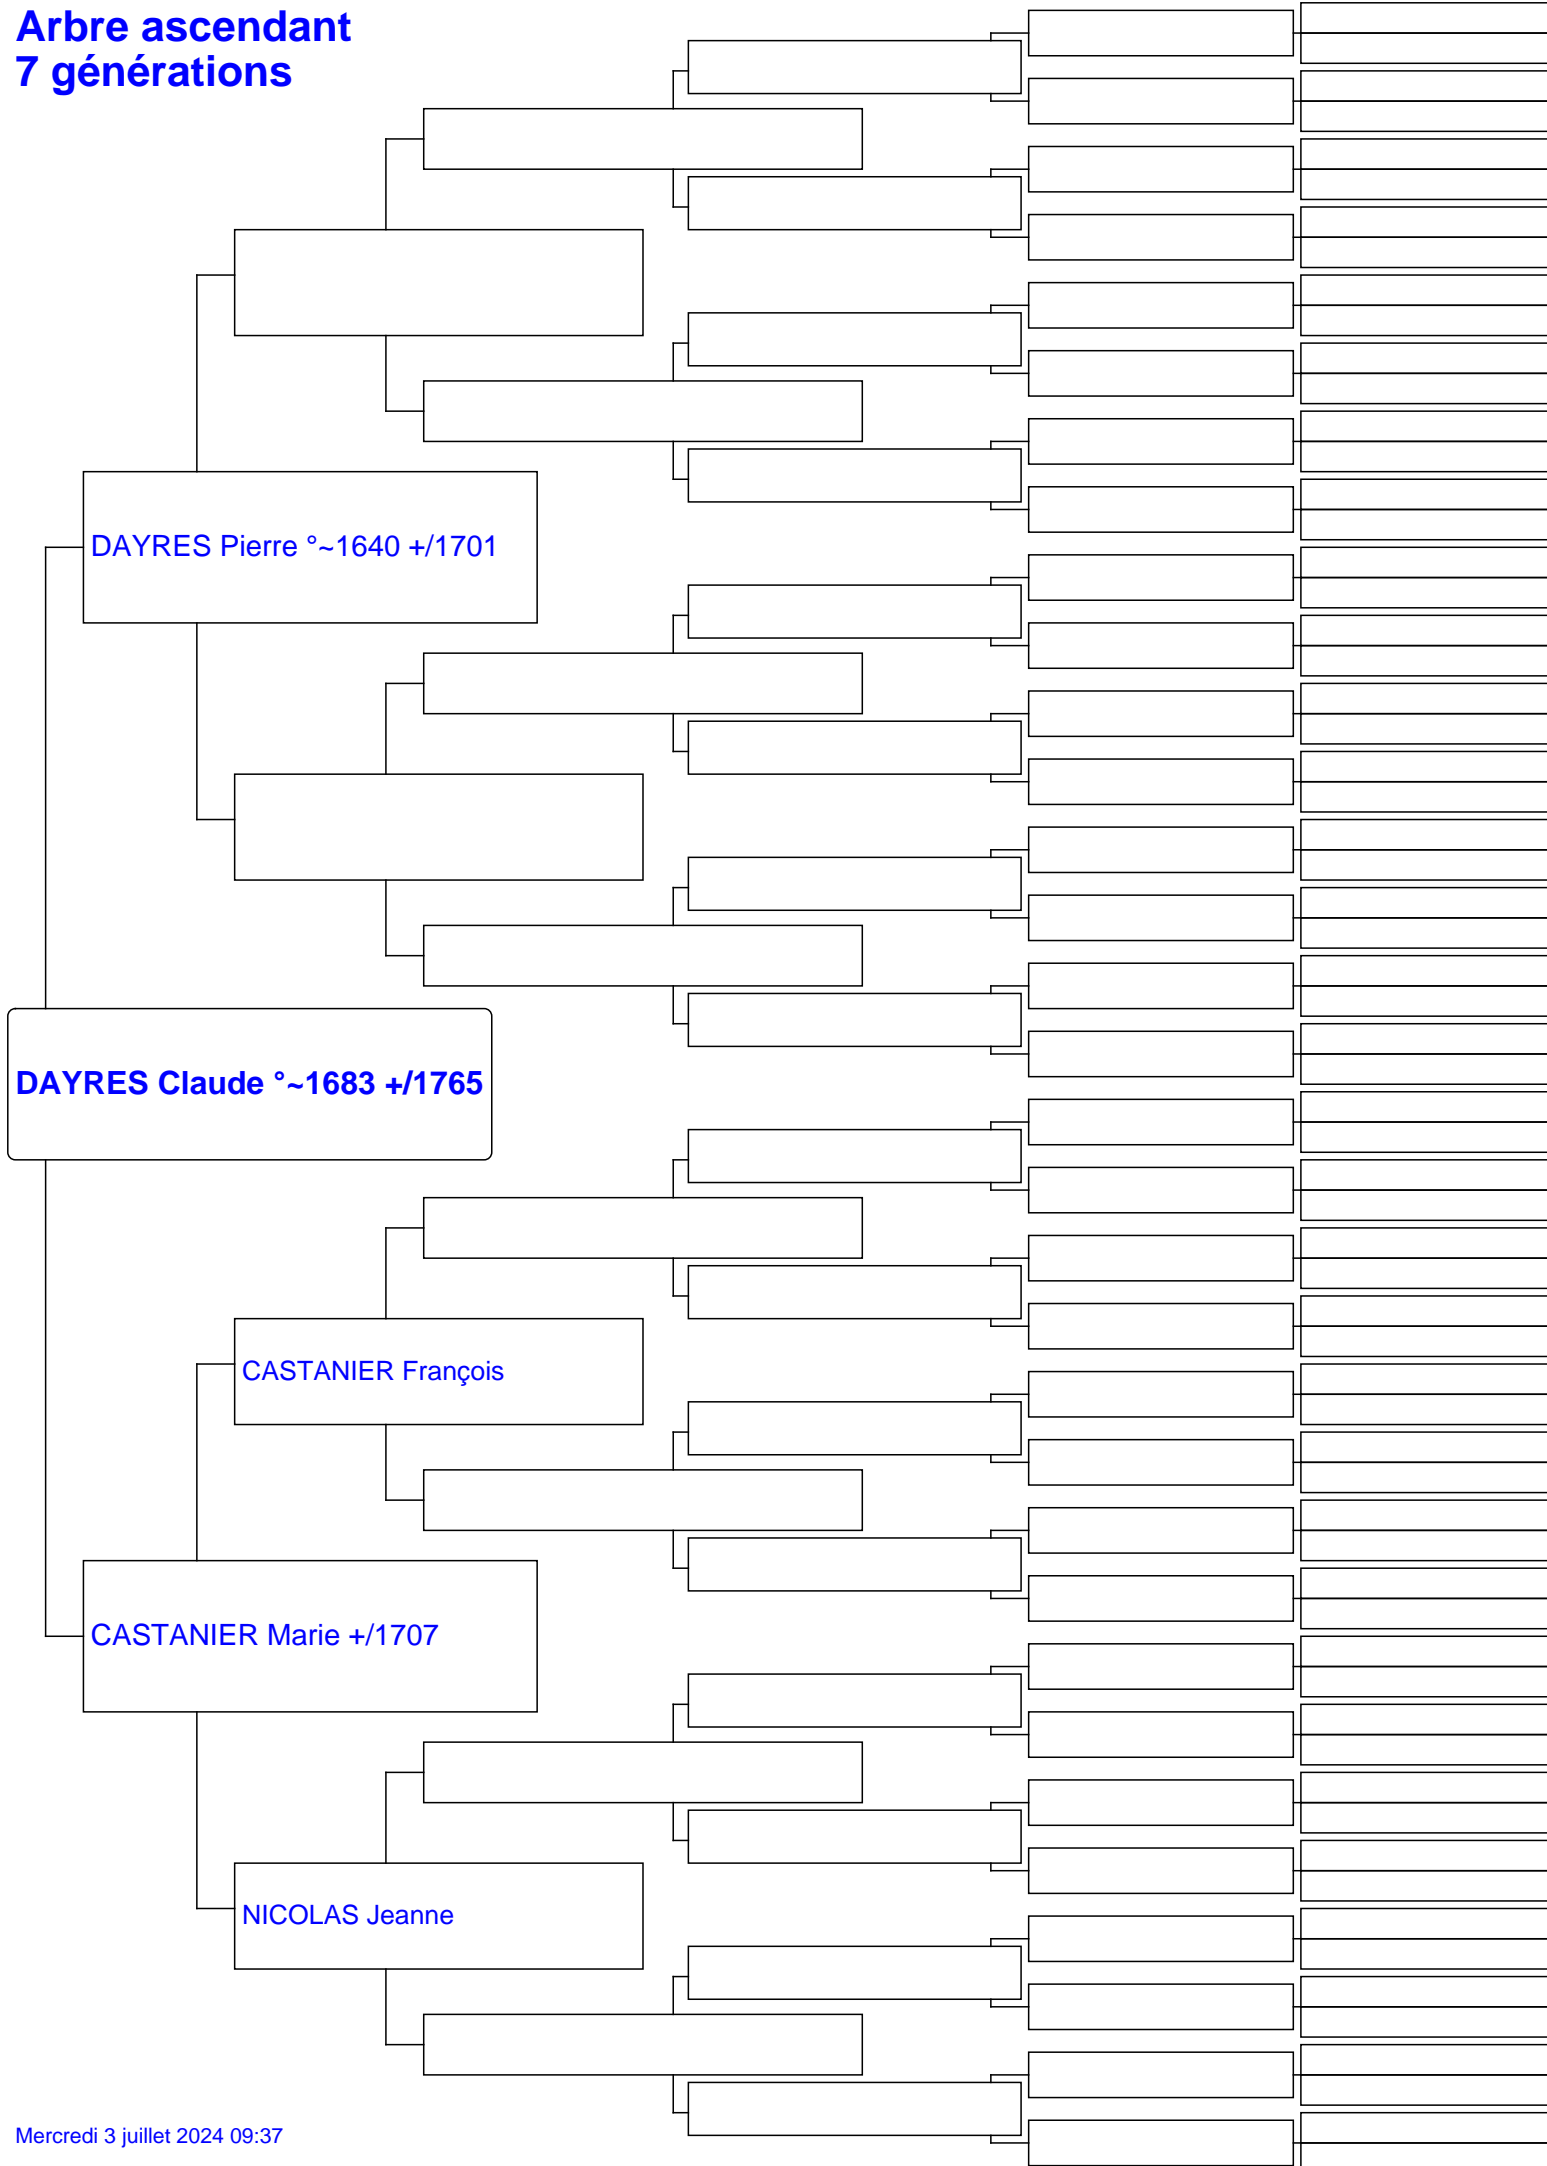 Arbre ascendant
7 générations
DAYRES Pierre °~1640 +/1701
DAYRES Claude °~1683 +/1765
CASTANIER François
CASTANIER Marie +/1707
NICOLAS Jeanne
Mercredi 3 juillet 2024 09:37